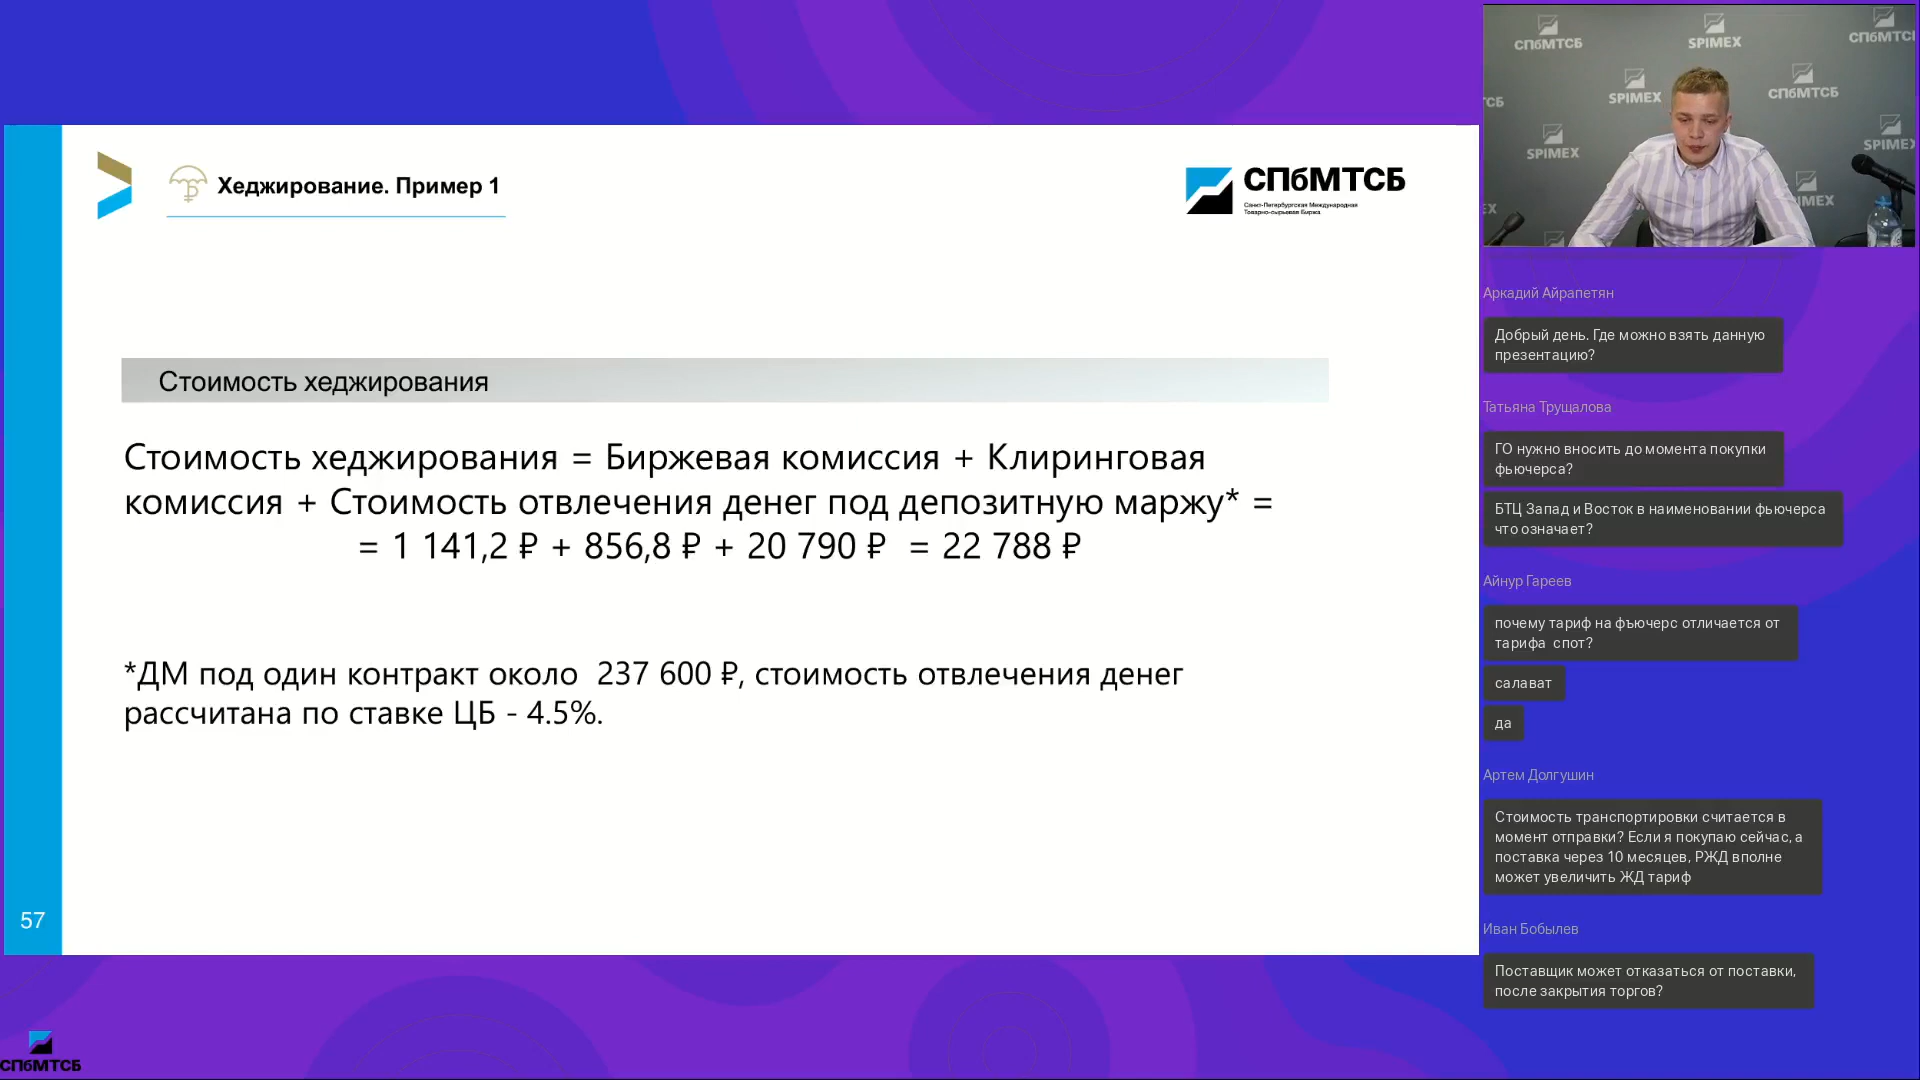 Хеджирование. Пример 1
СПбМТСБ
Санкт-Петербургская Международная
Товарно-сырьевая Биржа
Стоимость хеджирования
Стоимость хеджирования = Биржевая комиссия + Клиринговая
комиссия + Стоимость отвлечения денег под депозитную маржу* =
= 1 141,2 ₽ + 856,8 ₽ + 20 790 ₽ = 22 788 ₽
*ДМ под один контракт около 237 600 ₽, стоимость отвлечения денег
рассчитана по ставке ЦБ - 4.5%.
57
СПбМТСБ
СПбМТСБ
SPIMEX
СПбМТСБ
SPIMEX
СПбМТСБ
SPIMEX
SPIMEX
Аркадий Айрапетян
Добрый день. Где можно взять данную
презентацию?
Татьяна Трущалова
ГО нужно вносить до момента покупки
фьючерса?
БТЦ Запад и Восток в наименовании фьючерса
что означает?
Айнур Гареев
почему тариф на фъючерс отличается от
тарифа спот?
салават
да
Артем Долгушин
Стоимость транспортировки считается в
момент отправки? Если я покупаю сейчас, а
поставка через 10 месяцев, РЖД вполне
может увеличить ЖД тариф
Иван Бобылев
Поставщик может отказаться от поставки,
после закрытия торгов?